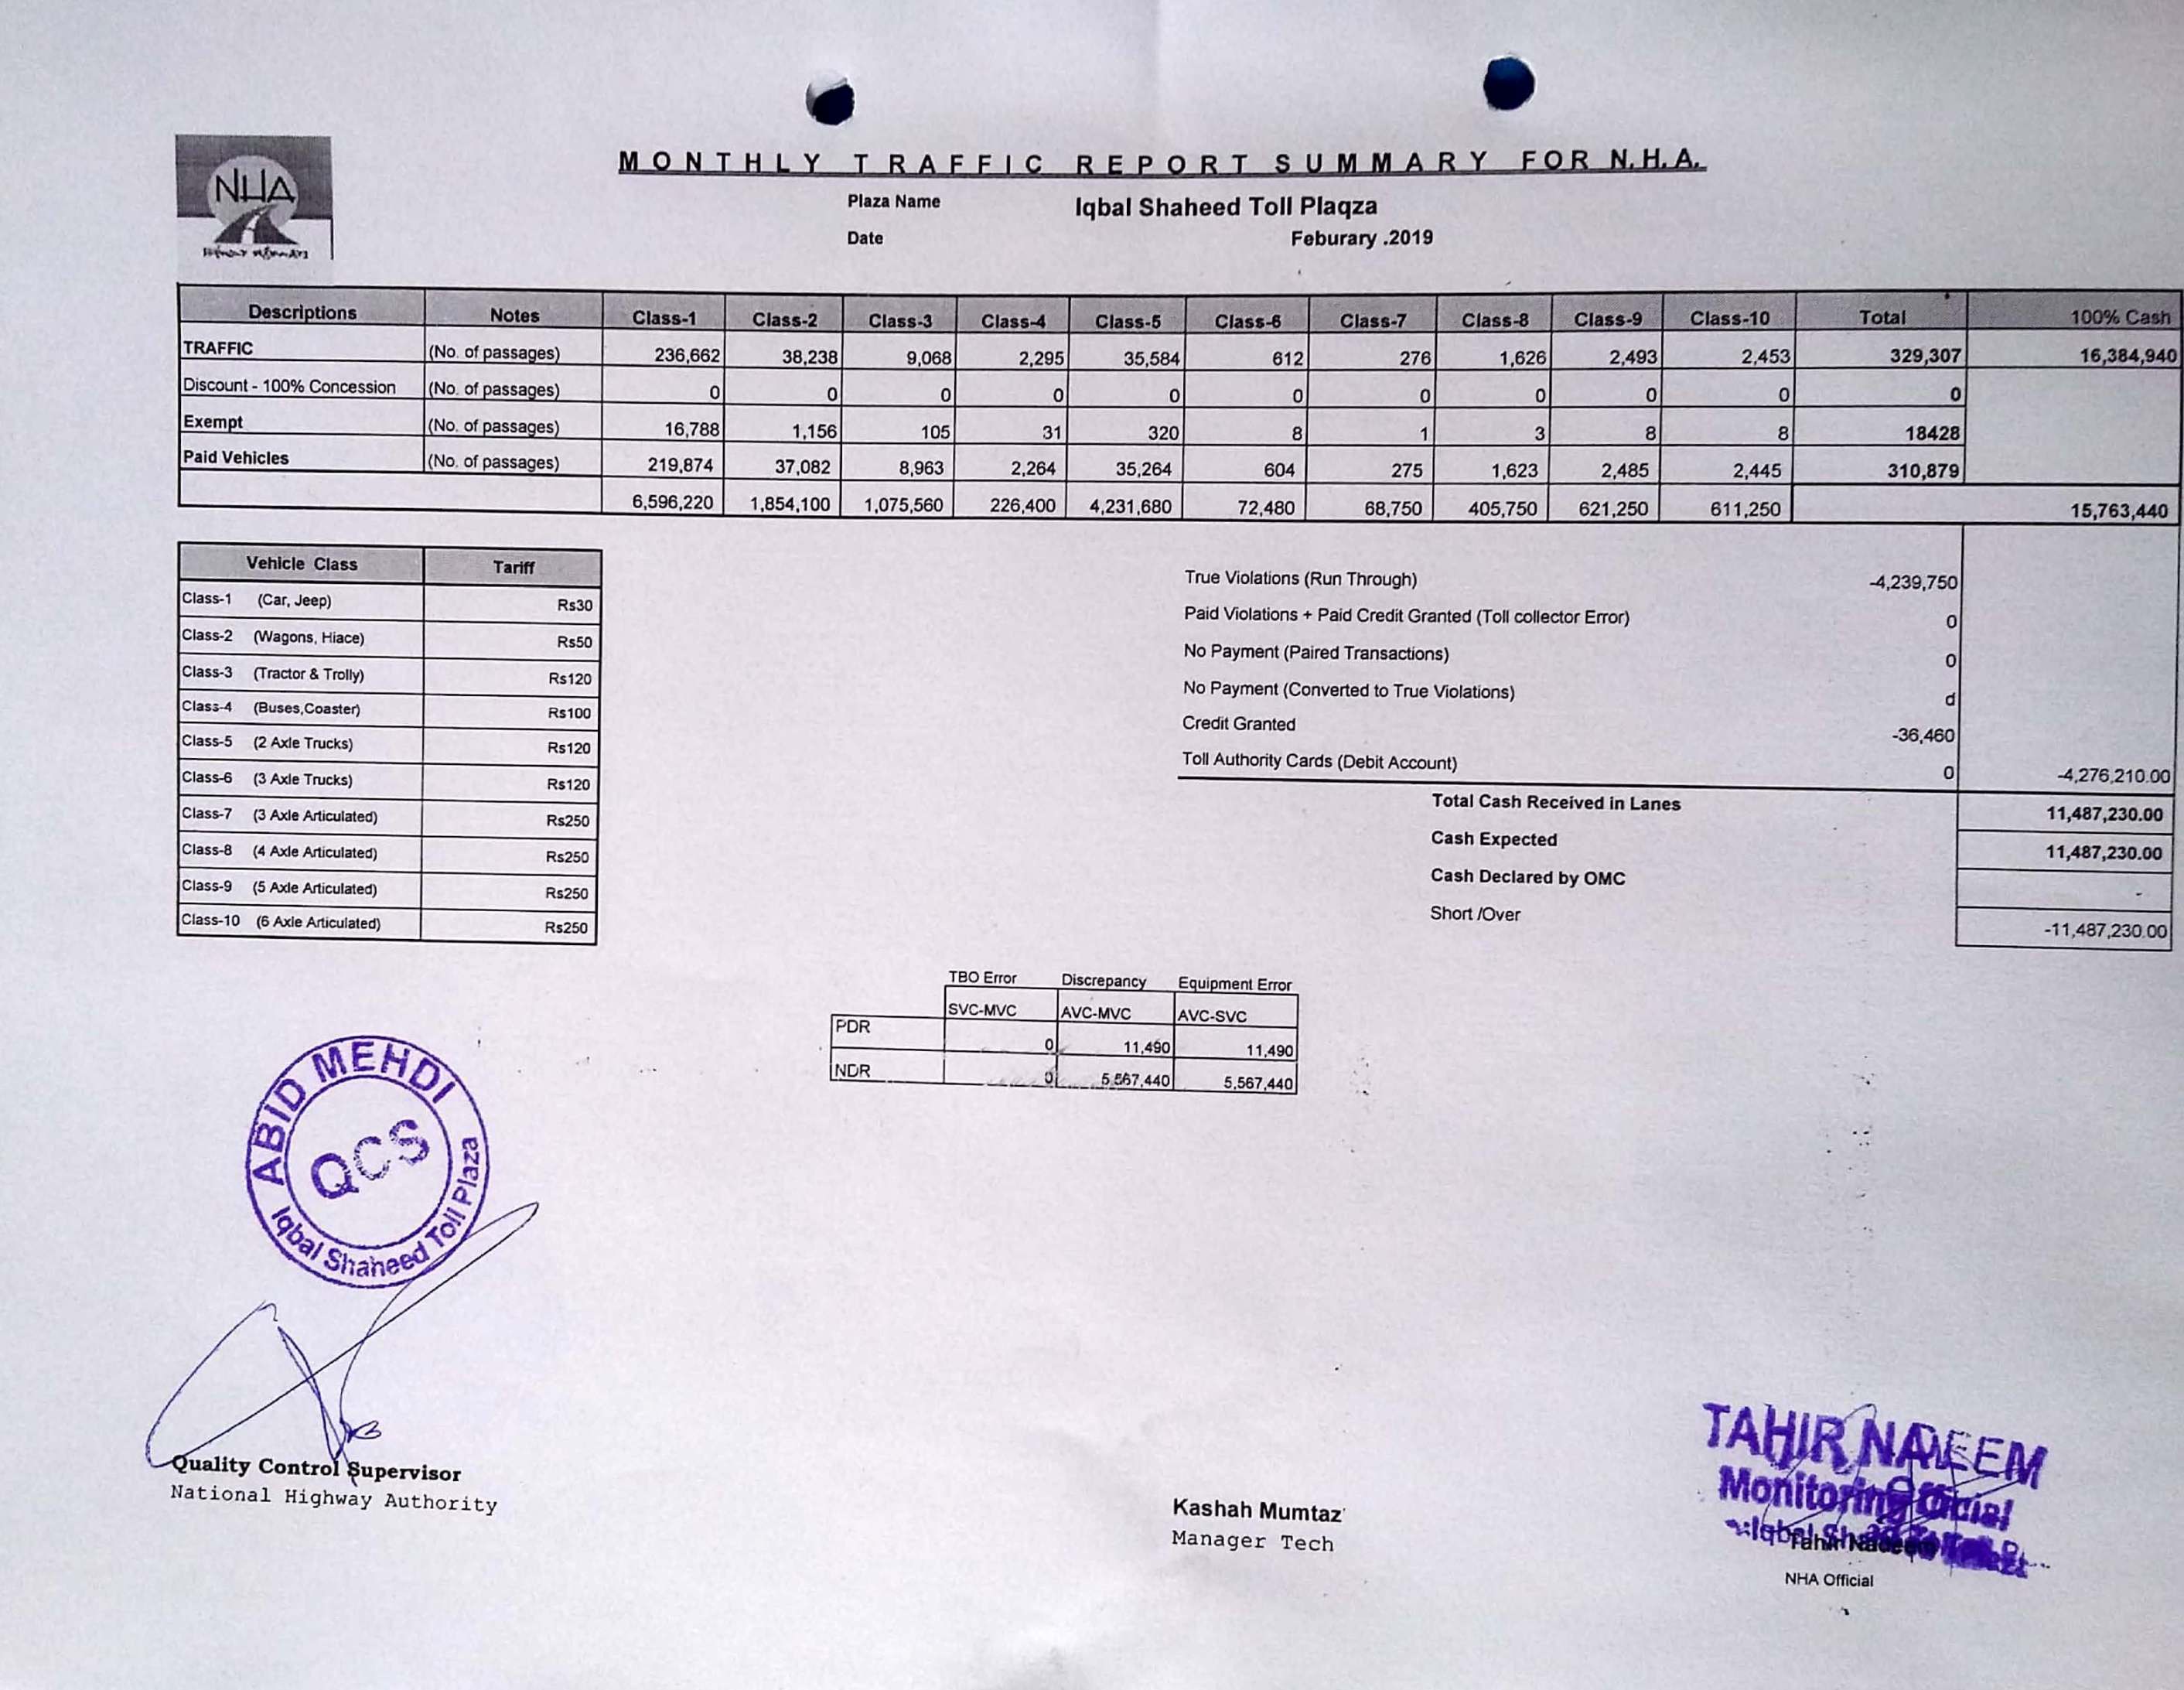 NHA
MONTHLY TRAFFIC REPORT SUMMARY FOR N.H.A.
Plaza Name Iqbal Shaheed Toll Plaqza
Date Feburary .2019
Descriptions Notes Class-1 Class-2 Class-3 Class-4 Class-5 Class-6 Class-7 Class-8 Class-9 Class-10 Total 100% Cash
TRAFFIC (No. of passages) 236,662 38,238 9,068 2,295 35,584 612 276 1,626 2,493 2,453 329,307 16,384,940
Discount - 100% Concession (No. of passages) 0 0 0 0 0 0 0 0 0 0 0
Exempt (No. of passages) 16,788 1,156 105 31 320 8 1 3 8 8 18428
Paid Vehicles (No. of passages) 219,874 37,082 8,963 2,264 35,264 604 275 1,623 2,485 2,445 310,879
6,596,220 1,854,100 1,075,560 226,400 4,231,680 72,480 68,750 405,750 621,250 611,250 15,763,440
Vehicle Class Tariff
Class-1 (Car, Jeep) Rs30
Class-2 (Wagons, Hiace) Rs50
Class-3 (Tractor & Trolly) Rs120
Class-4 (Buses,Coaster) Rs100
Class-5 (2 Axle Trucks) Rs120
Class-6 (3 Axle Trucks) Rs120
Class-7 (3 Axle Articulated) Rs250
Class-8 (4 Axle Articulated) Rs250
Class-9 (5 Axle Articulated) Rs250
Class-10 (6 Axle Articulated) Rs250
True Violations (Run Through) -4,239,750
Paid Violations + Paid Credit Granted (Toll collector Error) 0
No Payment (Paired Transactions) 0
No Payment (Converted to True Violations) d
Credit Granted -36,460
Toll Authority Cards (Debit Account) 0 -4,276,210.00
Total Cash Received in Lanes 11,487,230.00
Cash Expected 11,487,230.00
Cash Declared by OMC -
Short /Over -11,487,230.00
TBO Error Discrepancy Equipment Error
SVC-MVC AVC-MVC AVC-SVC
PDR 0 11,490 11,490
NDR 0 5,567,440 5,567,440
ABID MEHDI
QCS
Iqbal Shaheed Toll Plaza
Quality Control Supervisor
National Highway Authority
Kashah Mumtaz
Manager Tech
TAHIR NADEEM
Monitoring Official
Tahir Nadeem
NHA Official